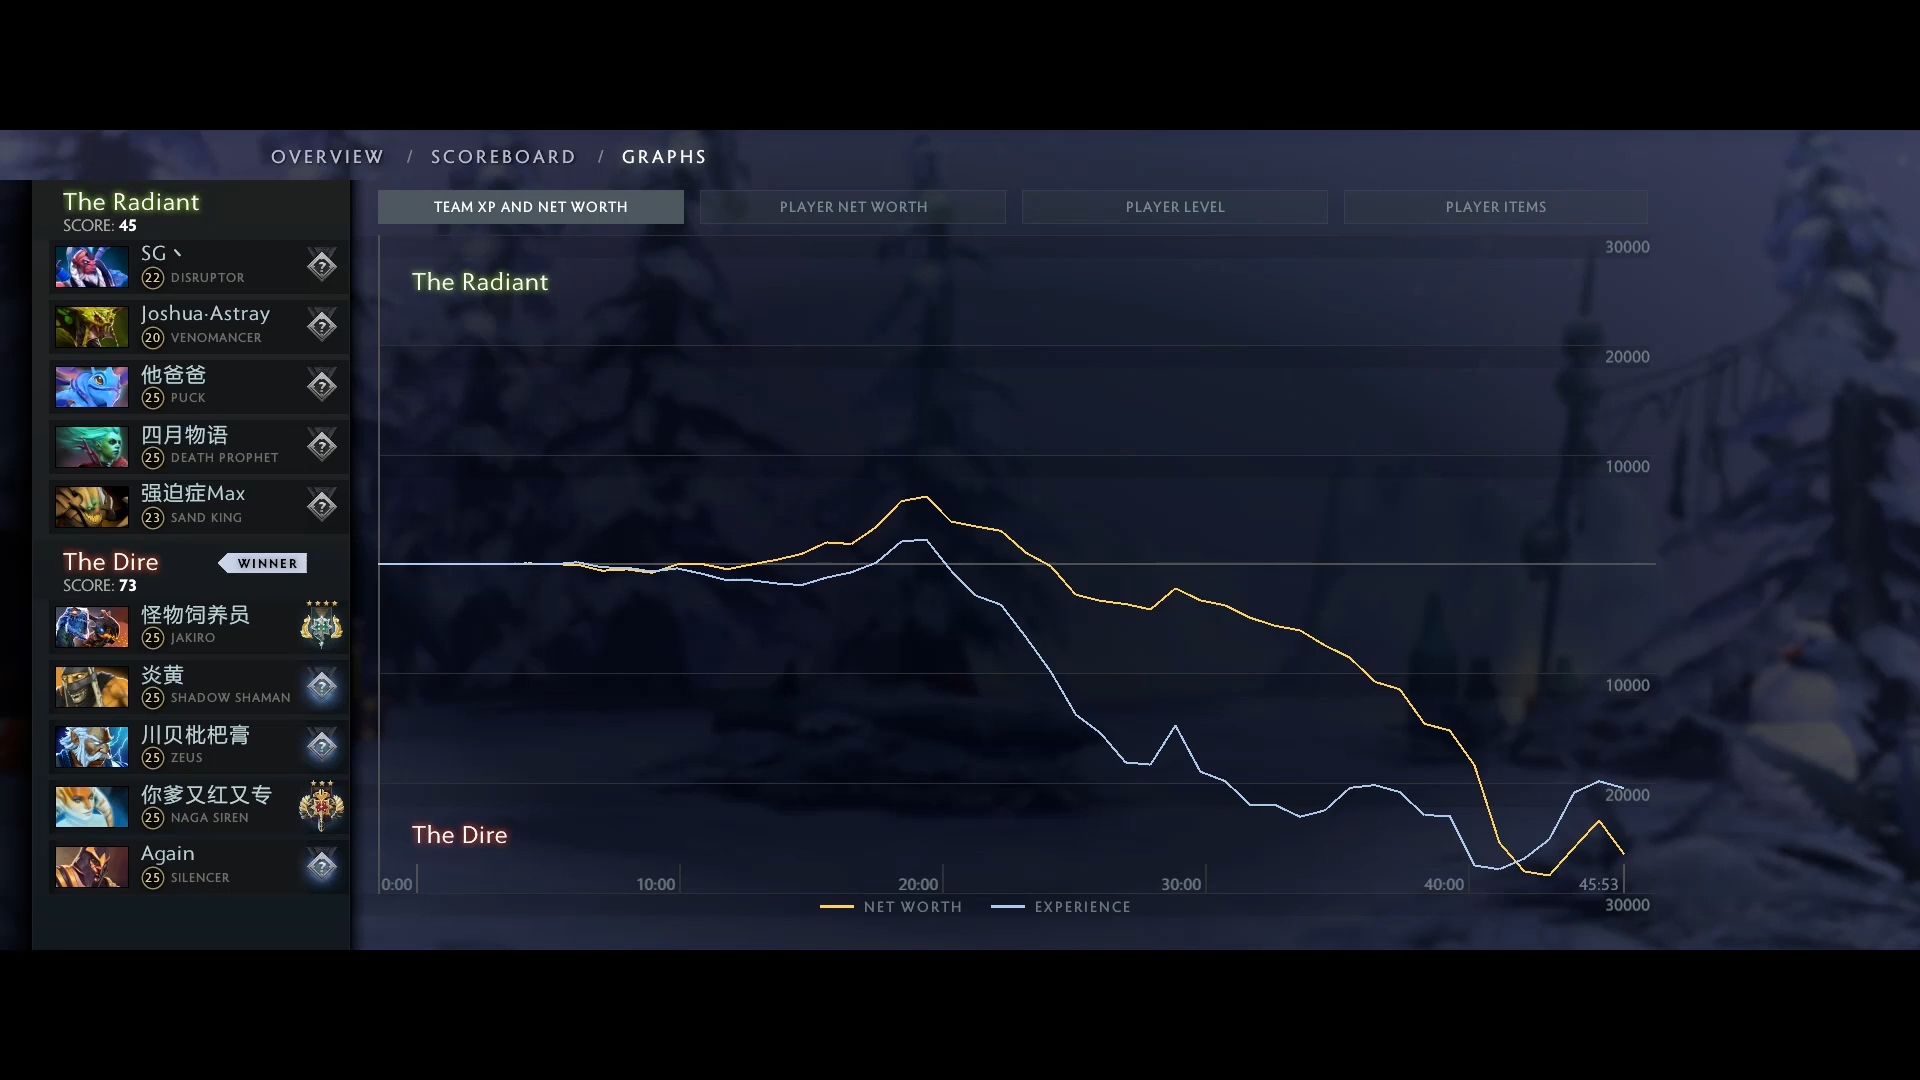 OVERVIEW / SCOREBOARD / GRAPHS
The Radiant
SCORE: 45
SG丶
22 DISRUPTOR
Joshua·Astray
20 VENOMANCER
他爸爸
25 PUCK
四月物语
25 DEATH PROPHET
强迫症Max
23 SAND KING
The Dire
WINNER
SCORE: 73
怪物饲养员
25 JAKIRO
炎黄
25 SHADOW SHAMAN
川贝枇杷膏
25 ZEUS
你爹又红又专
25 NAGA SIREN
Again
25 SILENCER
TEAM XP AND NET WORTH
PLAYER NET WORTH
PLAYER LEVEL
PLAYER ITEMS
The Radiant
30000
20000
10000
10000
20000
30000
The Dire
0:00
10:00
20:00
30:00
40:00
45:53
NET WORTH
EXPERIENCE